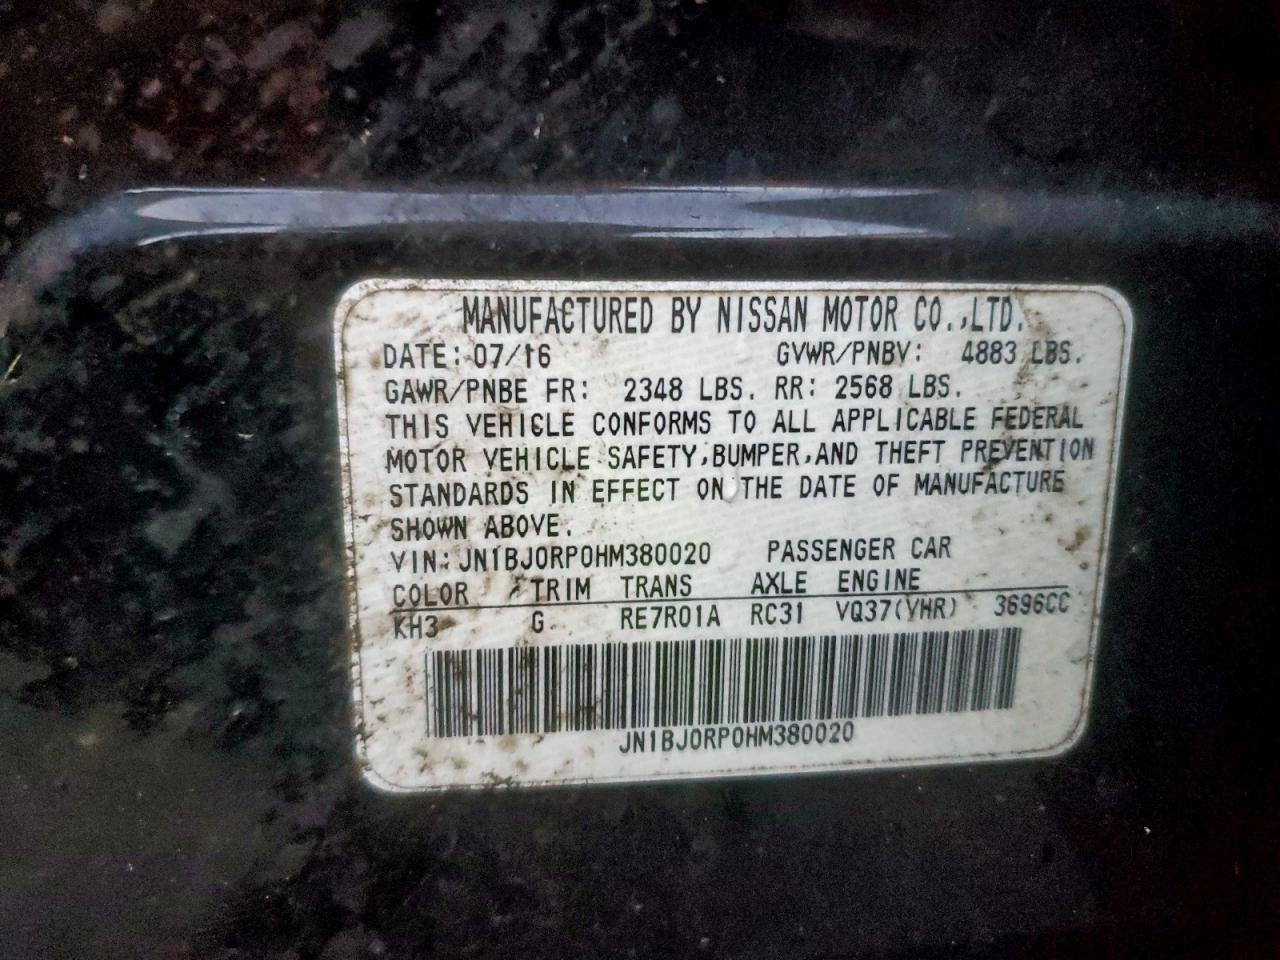 MANUFACTURED BY NISSAN MOTOR CO.,LTD.
DATE: 07/16 GVWR/PNBV: 4883 LBS.
GAWR/PNBE FR: 2348 LBS. RR: 2568 LBS.
THIS VEHICLE CONFORMS TO ALL APPLICABLE FEDERAL
MOTOR VEHICLE SAFETY,BUMPER,AND THEFT PREVENTION
STANDARDS IN EFFECT ON THE DATE OF MANUFACTURE
SHOWN ABOVE.
VIN: JN1BJ0RP0HM380020 PASSENGER CAR
COLOR TRIM TRANS AXLE ENGINE
KH3 G RE7R01A RC31 VQ37(VHR) 3696CC
JN1BJ0RP0HM380020